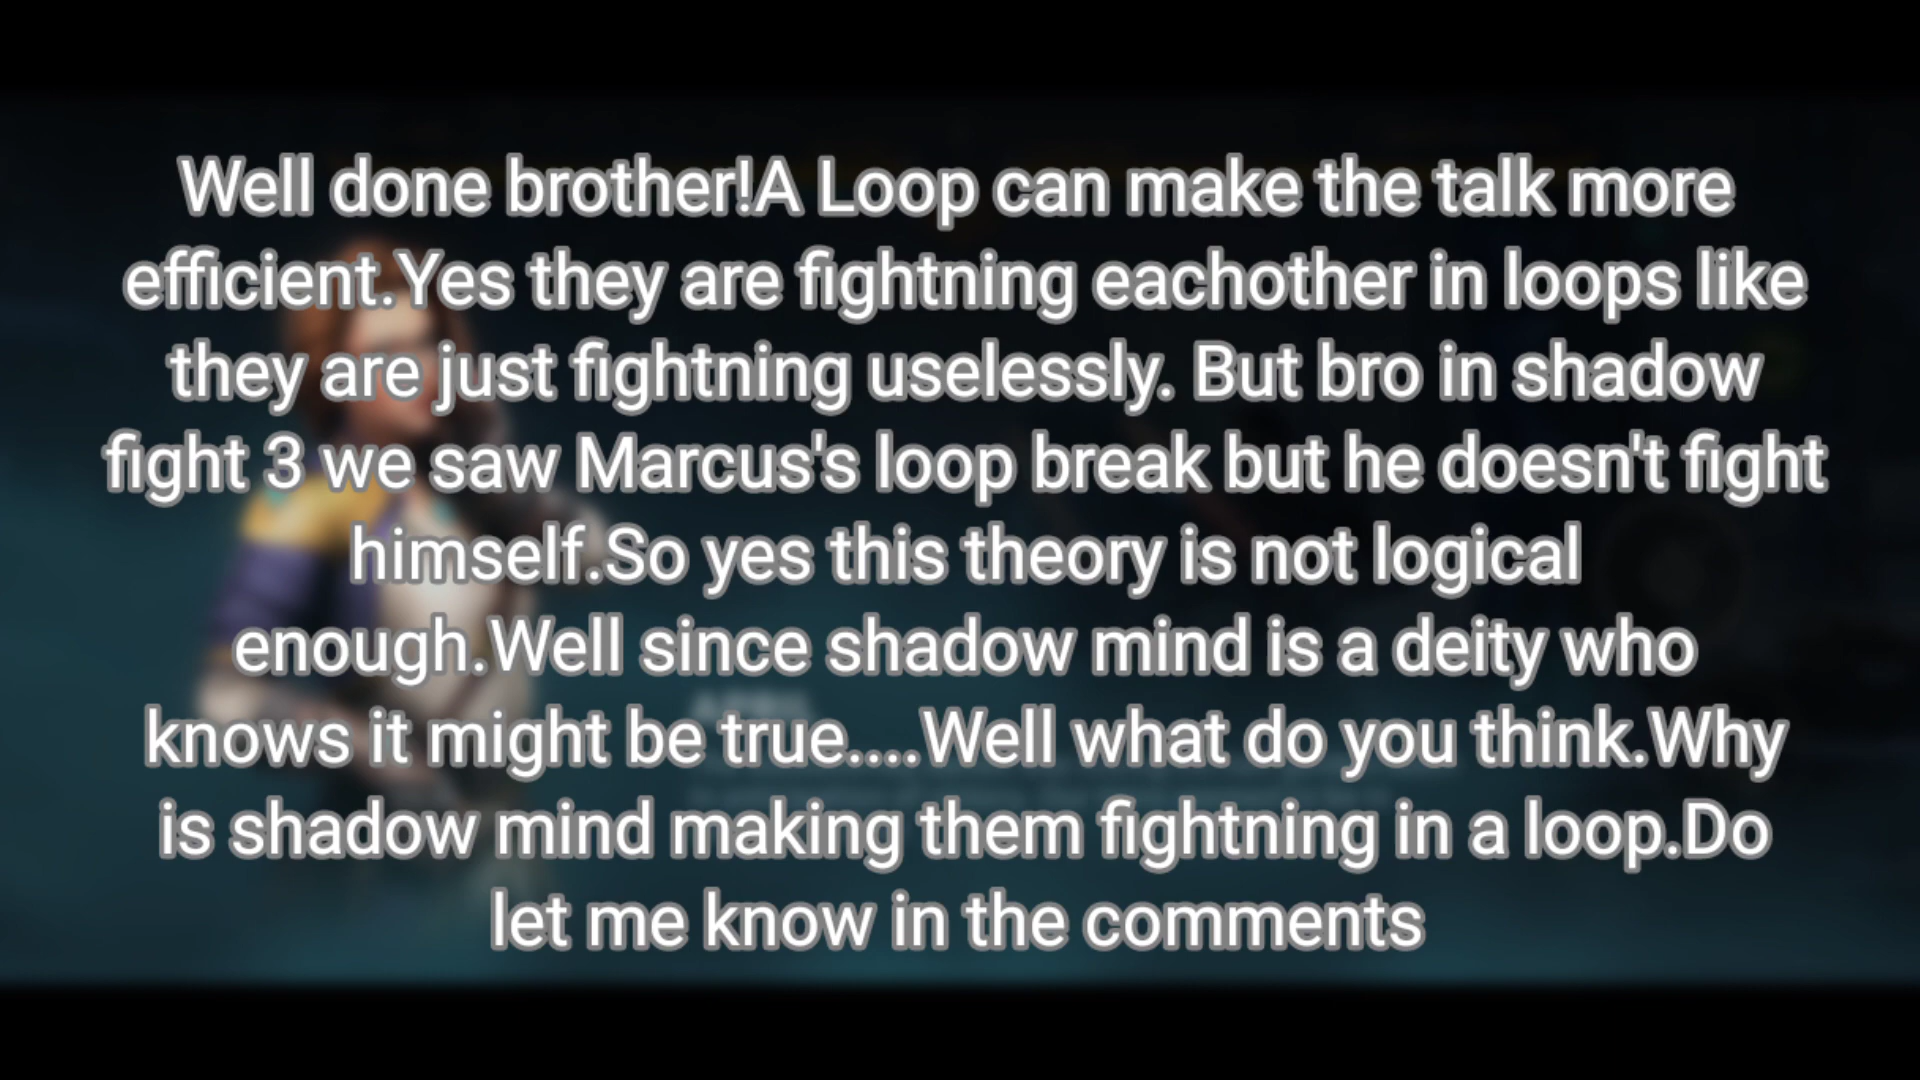 Well done brother!A Loop can make the talk more
efficient.Yes they are fightning eachother in loops like
they are just fightning uselessly. But bro in shadow
fight 3 we saw Marcus's loop break but he doesn't fight
himself.So yes this theory is not logical
enough.Well since shadow mind is a deity who
knows it might be true....Well what do you think.Why
is shadow mind making them fightning in a loop.Do
let me know in the comments
APRIL